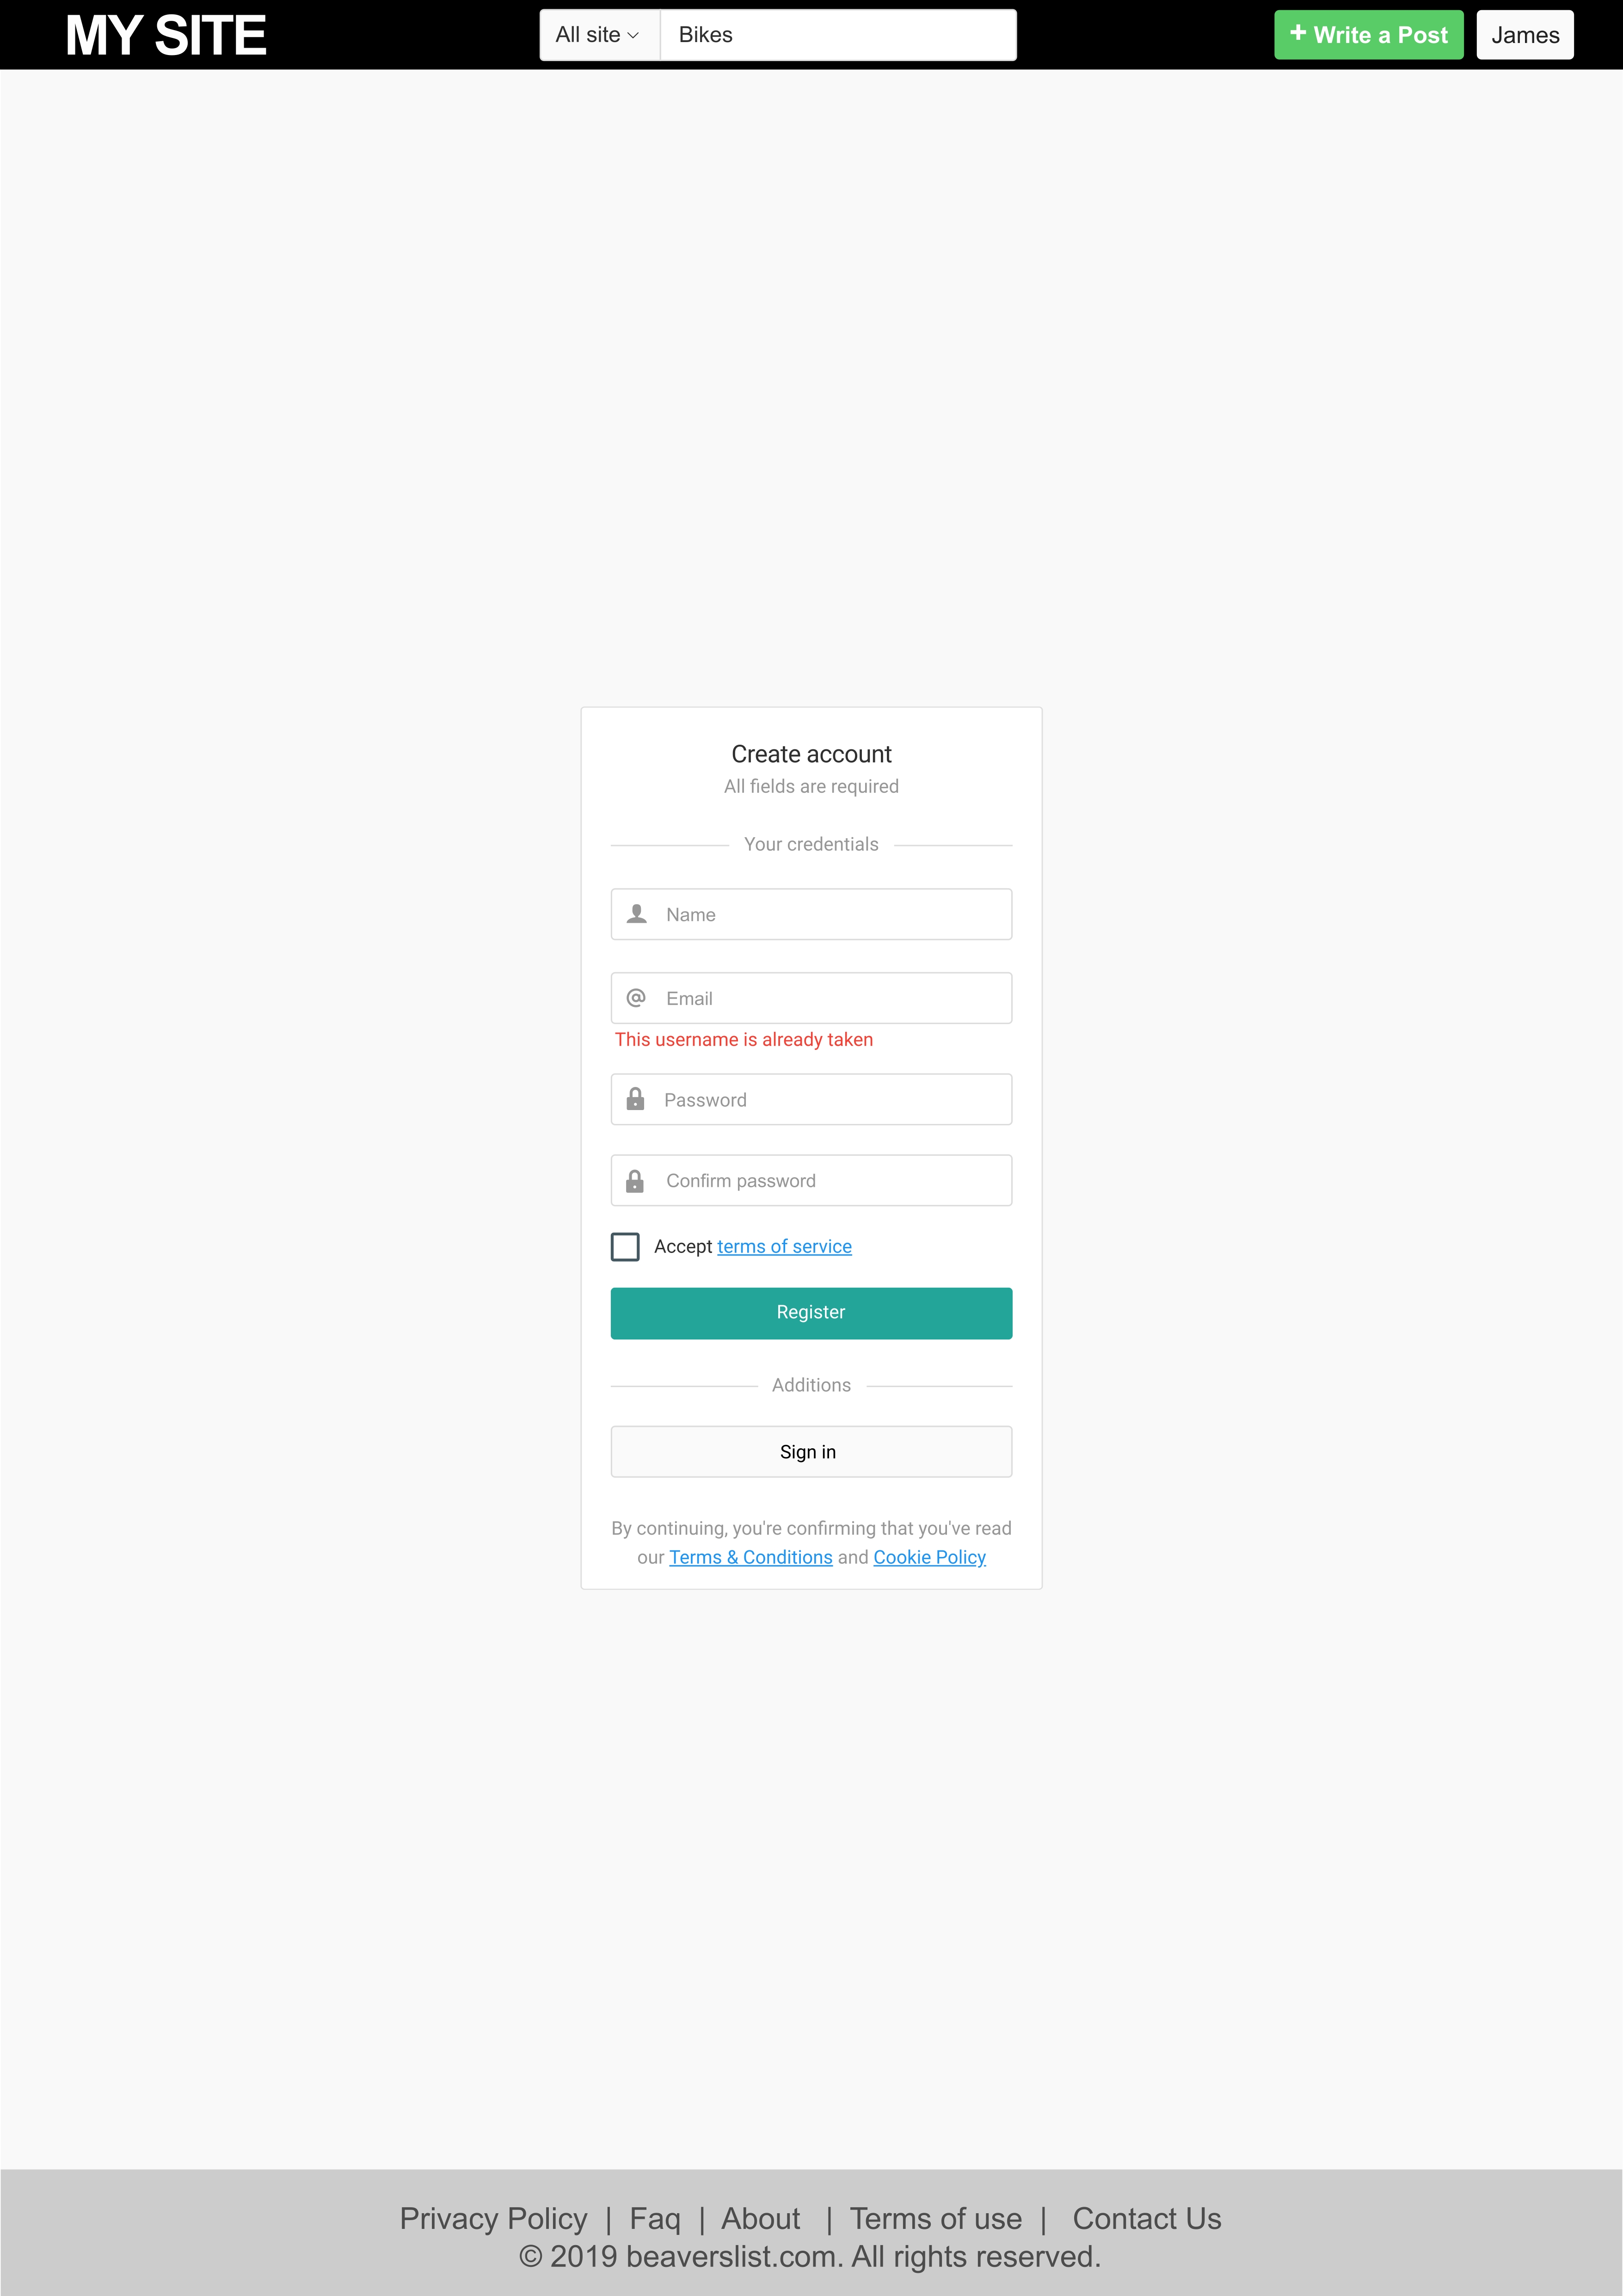 MY SITE
All site
Bikes
+ Write a Post
James
Create account
All fields are required
Your credentials
Name
@ Email
This username is already taken
Password
Confirm password
Accept terms of service
Register
Additions
Sign in
By continuing, you're confirming that you've read
our Terms & Conditions and Cookie Policy
Privacy Policy | Faq | About | Terms of use | Contact Us
© 2019 beaverslist.com. All rights reserved.